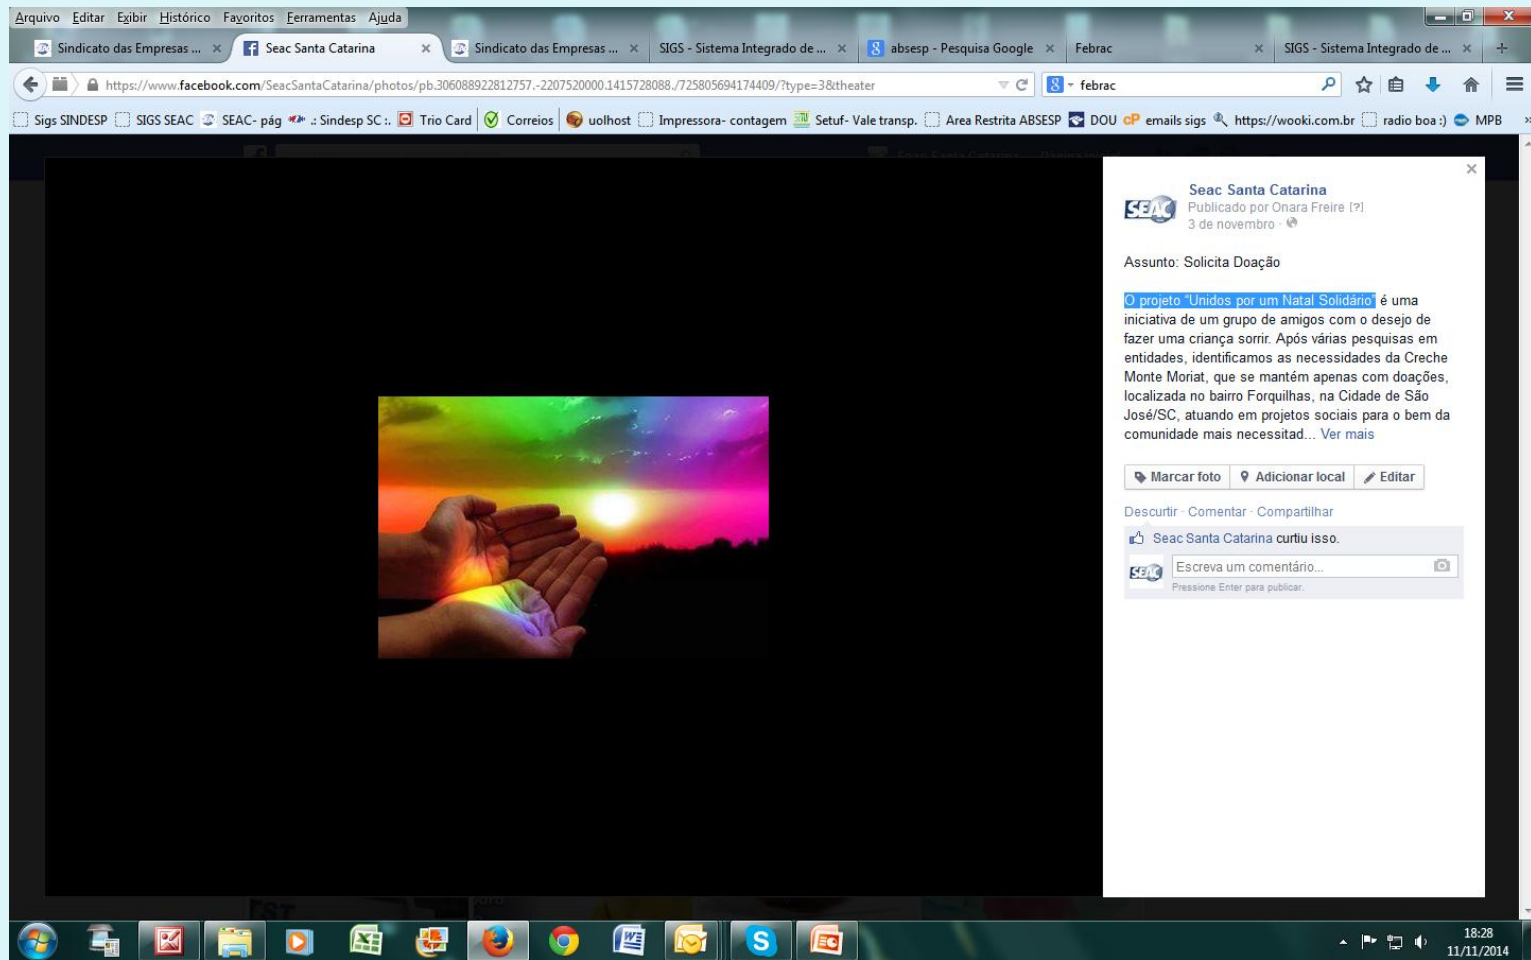 Arquivo Editar Exibir Histórico Favoritos Ferramentas Ajuda
Sindicato das Empresas ... × Seac Santa Catarina × Sindicato das Empresas ... × SIGS - Sistema Integrado de ... × absesp - Pesquisa Google × Febrac × SIGS - Sistema Integrado de ... × +
https://www.facebook.com/SeacSantaCatarina/photos/pb.306088922812757.-2207520000.1415728088./725805694174409/?type=3&theater febrac
Sigs SINDESP SIGS SEAC SEAC- pág .: Sindesp SC :. Trio Card Correios uolhost Impressora- contagem Setuf- Vale transp. Area Restrita ABSESP DOU emails sigs https://wooki.com.br radio boa :) MPB »
×
Seac Santa Catarina
SEAC
Publicado por Onara Freire [?]
3 de novembro ·
Assunto: Solicita Doação
O projeto "Unidos por um Natal Solidário" é uma
iniciativa de um grupo de amigos com o desejo de
fazer uma criança sorrir. Após várias pesquisas em
entidades, identificamos as necessidades da Creche
Monte Moriat, que se mantém apenas com doações,
localizada no bairro Forquilhas, na Cidade de São
José/SC, atuando em projetos sociais para o bem da
comunidade mais necessitad... Ver mais
Marcar foto Adicionar local Editar
Descurtir · Comentar · Compartilhar
Seac Santa Catarina curtiu isso.
SEAC Escreva um comentário...
Pressione Enter para publicar.
18:28
11/11/2014